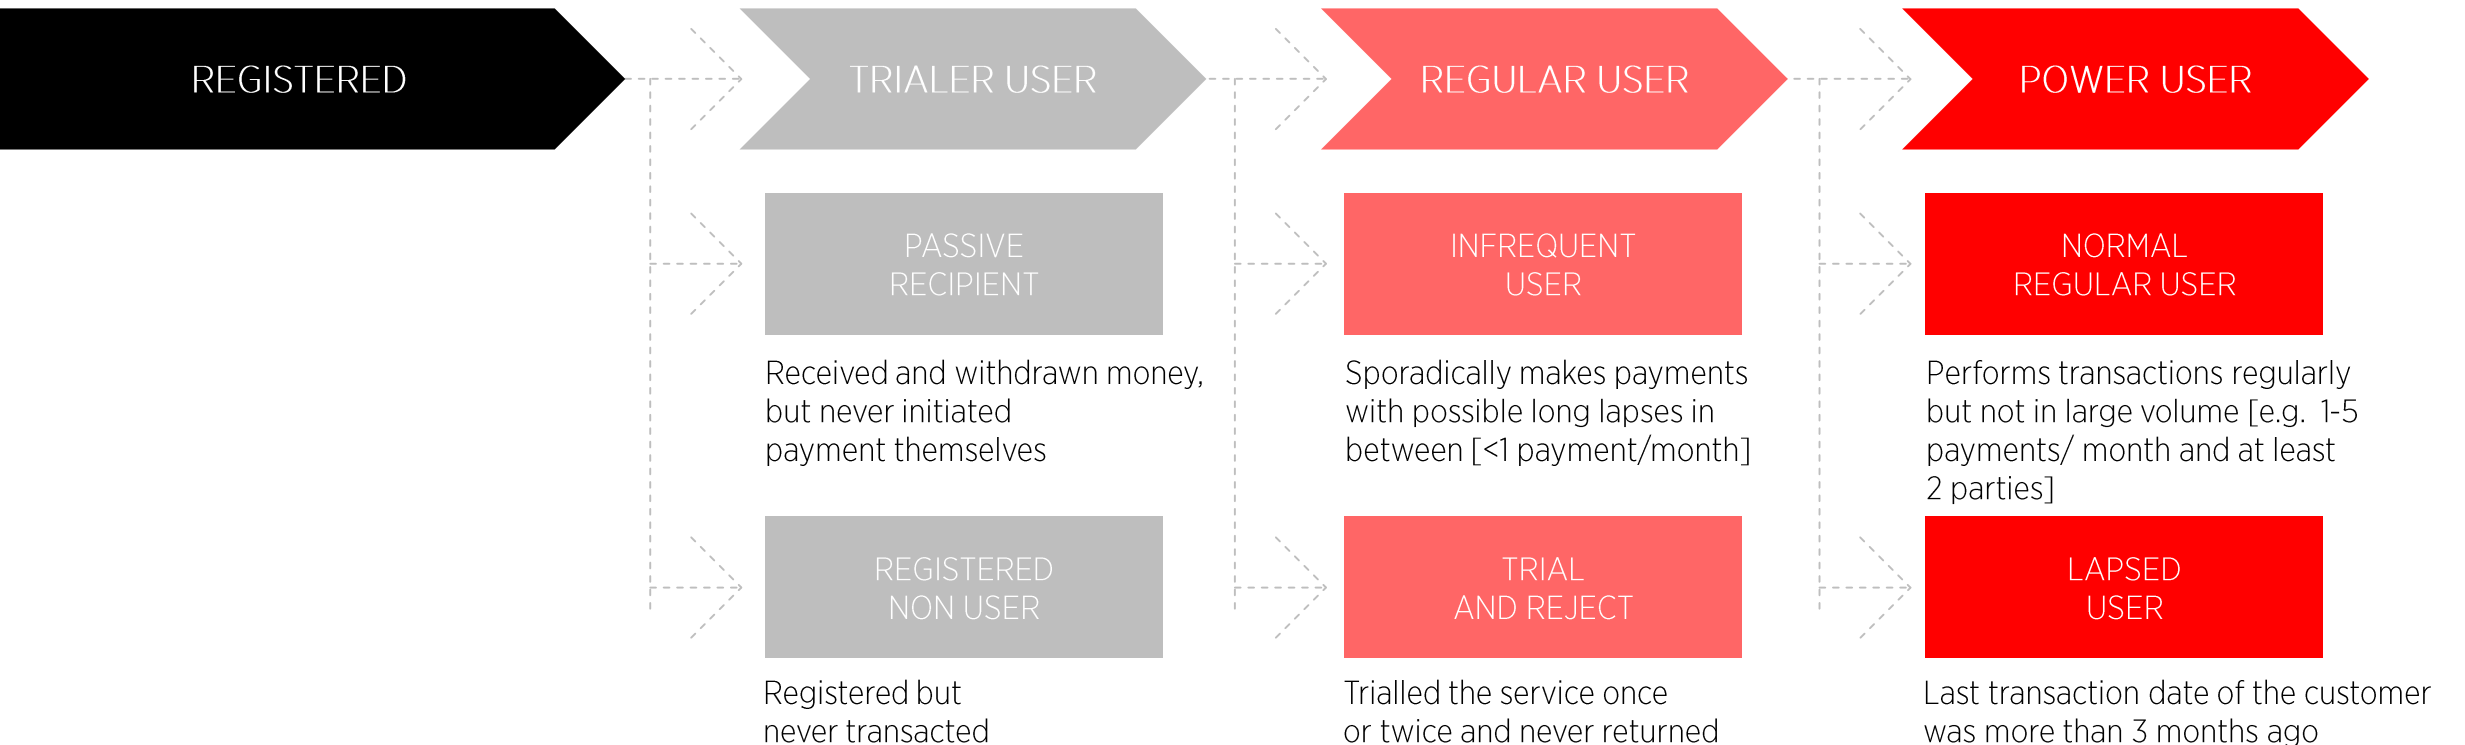 REGISTERED
TRIALER USER
REGULAR USER
POWER USER
PASSIVE
RECIPIENT
Received and withdrawn money,
but never initiated
payment themselves
INFREQUENT
USER
Sporadically makes payments
with possible long lapses in
between [<1 payment/month]
NORMAL
REGULAR USER
Performs transactions regularly
but not in large volume [e.g. 1-5
payments/ month and at least
2 parties]
REGISTERED
NON USER
Registered but
never transacted
TRIAL
AND REJECT
Trialled the service once
or twice and never returned
LAPSED
USER
Last transaction date of the customer
was more than 3 months ago